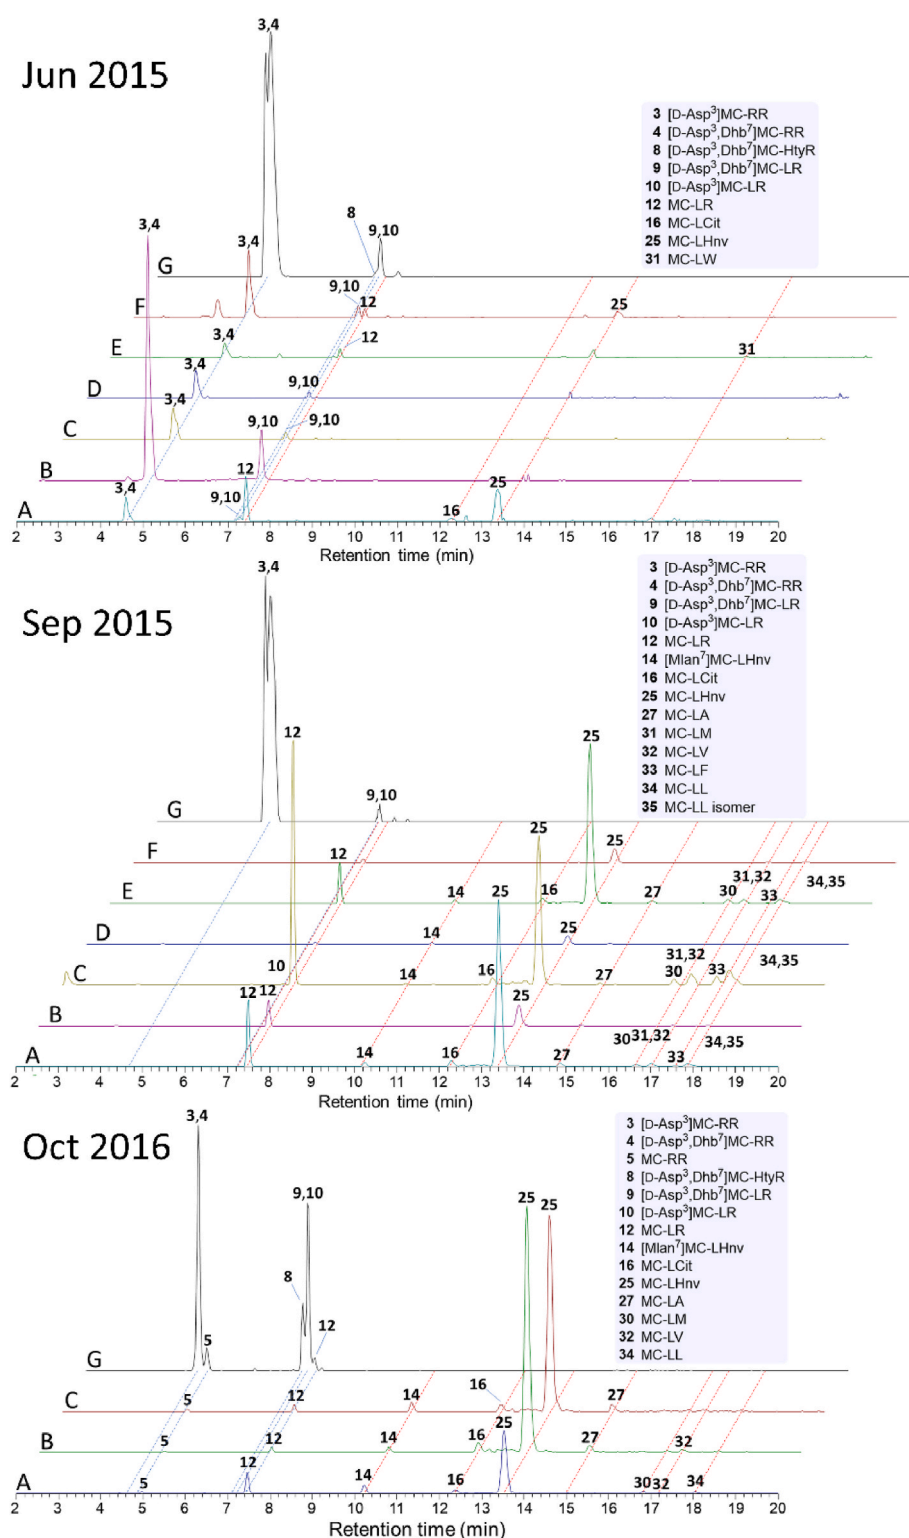 Jun 2015
3,4
3 [D-Asp³]MC-RR
4 [D-Asp³,Dhb⁷]MC-RR
8 [D-Asp³,Dhb⁷]MC-HtyR
9 [D-Asp³,Dhb⁷]MC-LR
10 [D-Asp³]MC-LR
12 MC-LR
16 MC-LCit
25 MC-LHnv
31 MC-LW
3,4 3,4 8 9,10
G
F 9,10 12 25
E 3,4 12 31
D 3,4 9,10
C 3,4 9,10
B 9,10
A 3,4 9,10 12 16 25
2 3 4 5 6 7 8 9 10 11 12 13 14 15 16 17 18 19 20
Retention time (min)
Sep 2015
3,4
3 [D-Asp³]MC-RR
4 [D-Asp³,Dhb⁷]MC-RR
9 [D-Asp³,Dhb⁷]MC-LR
10 [D-Asp³]MC-LR
12 MC-LR
14 [Mlan⁷]MC-LHnv
16 MC-LCit
25 MC-LHnv
27 MC-LA
31 MC-LM
32 MC-LV
33 MC-LF
34 MC-LL
35 MC-LL isomer
12 25
G 9,10
F 25 25
E 12 14 25 16 27 30 31,32 33 34,35
D 14 25
C 10 14 16 27 30 31,32 33 34,35
B 12 12 25
A 14 16 27 30 31,32 33 34,35
2 3 4 5 6 7 8 9 10 11 12 13 14 15 16 17 18 19 20
Retention time (min)
Oct 2016
3,4
3 [D-Asp³]MC-RR
4 [D-Asp³,Dhb⁷]MC-RR
5 MC-RR
8 [D-Asp³,Dhb⁷]MC-HtyR
9 [D-Asp³,Dhb⁷]MC-LR
10 [D-Asp³]MC-LR
12 MC-LR
14 [Mlan⁷]MC-LHnv
16 MC-LCit
25 MC-LHnv
27 MC-LA
30 MC-LM
32 MC-LV
34 MC-LL
9,10 25 25
8
G 5 12
C 5 12 14 16 27
B 5 12 14 16 25 27 32
A 5 12 14 16 30 32 34
2 3 4 5 6 7 8 9 10 11 12 13 14 15 16 17 18 19 20
Retention time (min)